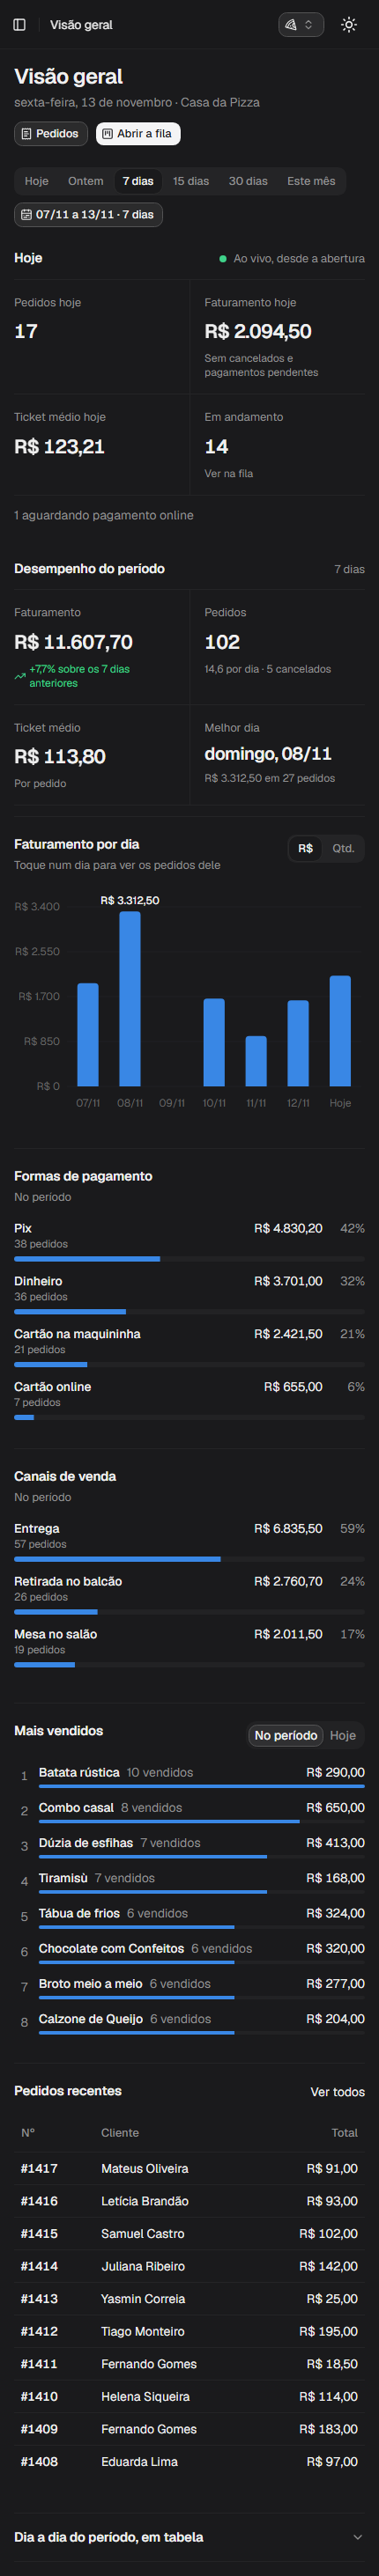 Visão geral
Visão geral
sexta-feira, 13 de novembro · Casa da Pizza
Pedidos
Abrir a fila
Hoje Ontem 7 dias 15 dias 30 dias Este mês
07/11 a 13/11 · 7 dias
Hoje
Ao vivo, desde a abertura
Pedidos hoje
17
Faturamento hoje
R$ 2.094,50
Sem cancelados e
pagamentos pendentes
Ticket médio hoje
R$ 123,21
Em andamento
14
Ver na fila
1 aguardando pagamento online
Desempenho do período
7 dias
Faturamento
R$ 11.607,70
+7,7% sobre os 7 dias
anteriores
Pedidos
102
14,6 por dia · 5 cancelados
Ticket médio
R$ 113,80
Por pedido
Melhor dia
domingo, 08/11
R$ 3.312,50 em 27 pedidos
Faturamento por dia
Toque num dia para ver os pedidos dele
R$ Qtd.
R$ 3.312,50
R$ 3.400
R$ 2.550
R$ 1.700
R$ 850
R$ 0
07/11 08/11 09/11 10/11 11/11 12/11 Hoje
Formas de pagamento
No período
Pix R$ 4.830,20 42%
38 pedidos
Dinheiro R$ 3.701,00 32%
36 pedidos
Cartão na maquininha R$ 2.421,50 21%
21 pedidos
Cartão online R$ 655,00 6%
7 pedidos
Canais de venda
No período
Entrega R$ 6.835,50 59%
57 pedidos
Retirada no balcão R$ 2.760,70 24%
26 pedidos
Mesa no salão R$ 2.011,50 17%
19 pedidos
Mais vendidos
No período Hoje
1 Batata rústica 10 vendidos R$ 290,00
2 Combo casal 8 vendidos R$ 650,00
3 Dúzia de esfihas 7 vendidos R$ 413,00
4 Tiramisù 7 vendidos R$ 168,00
5 Tábua de frios 6 vendidos R$ 324,00
6 Chocolate com Confeitos 6 vendidos R$ 320,00
7 Broto meio a meio 6 vendidos R$ 277,00
8 Calzone de Queijo 6 vendidos R$ 204,00
Pedidos recentes
Ver todos
Nº Cliente Total
#1417 Mateus Oliveira R$ 91,00
#1416 Letícia Brandão R$ 93,00
#1415 Samuel Castro R$ 102,00
#1414 Juliana Ribeiro R$ 142,00
#1413 Yasmin Correia R$ 25,00
#1412 Tiago Monteiro R$ 195,00
#1411 Fernando Gomes R$ 18,50
#1410 Helena Siqueira R$ 114,00
#1409 Fernando Gomes R$ 183,00
#1408 Eduarda Lima R$ 97,00
Dia a dia do período, em tabela